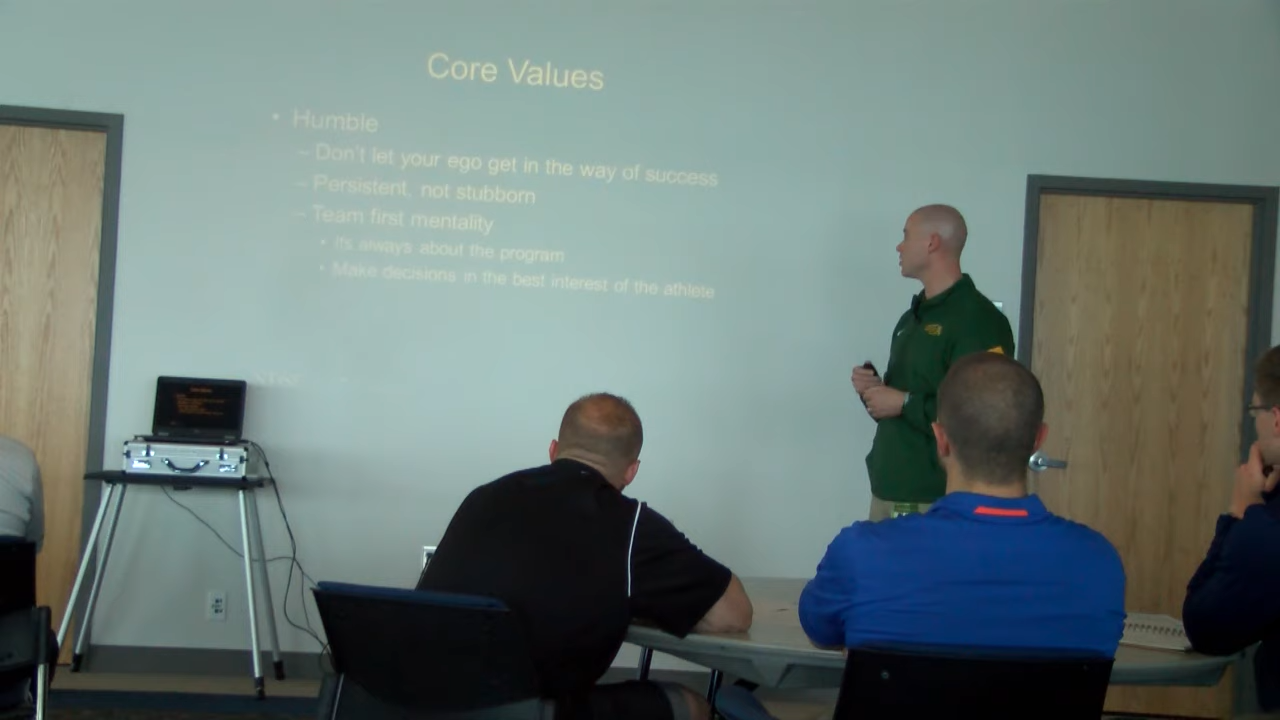 Core Values
• Humble
– Don't let your ego get in the way of success
– Persistent, not stubborn
– Team first mentality
• Its always about the program
• Make decisions in the best interest of the athlete